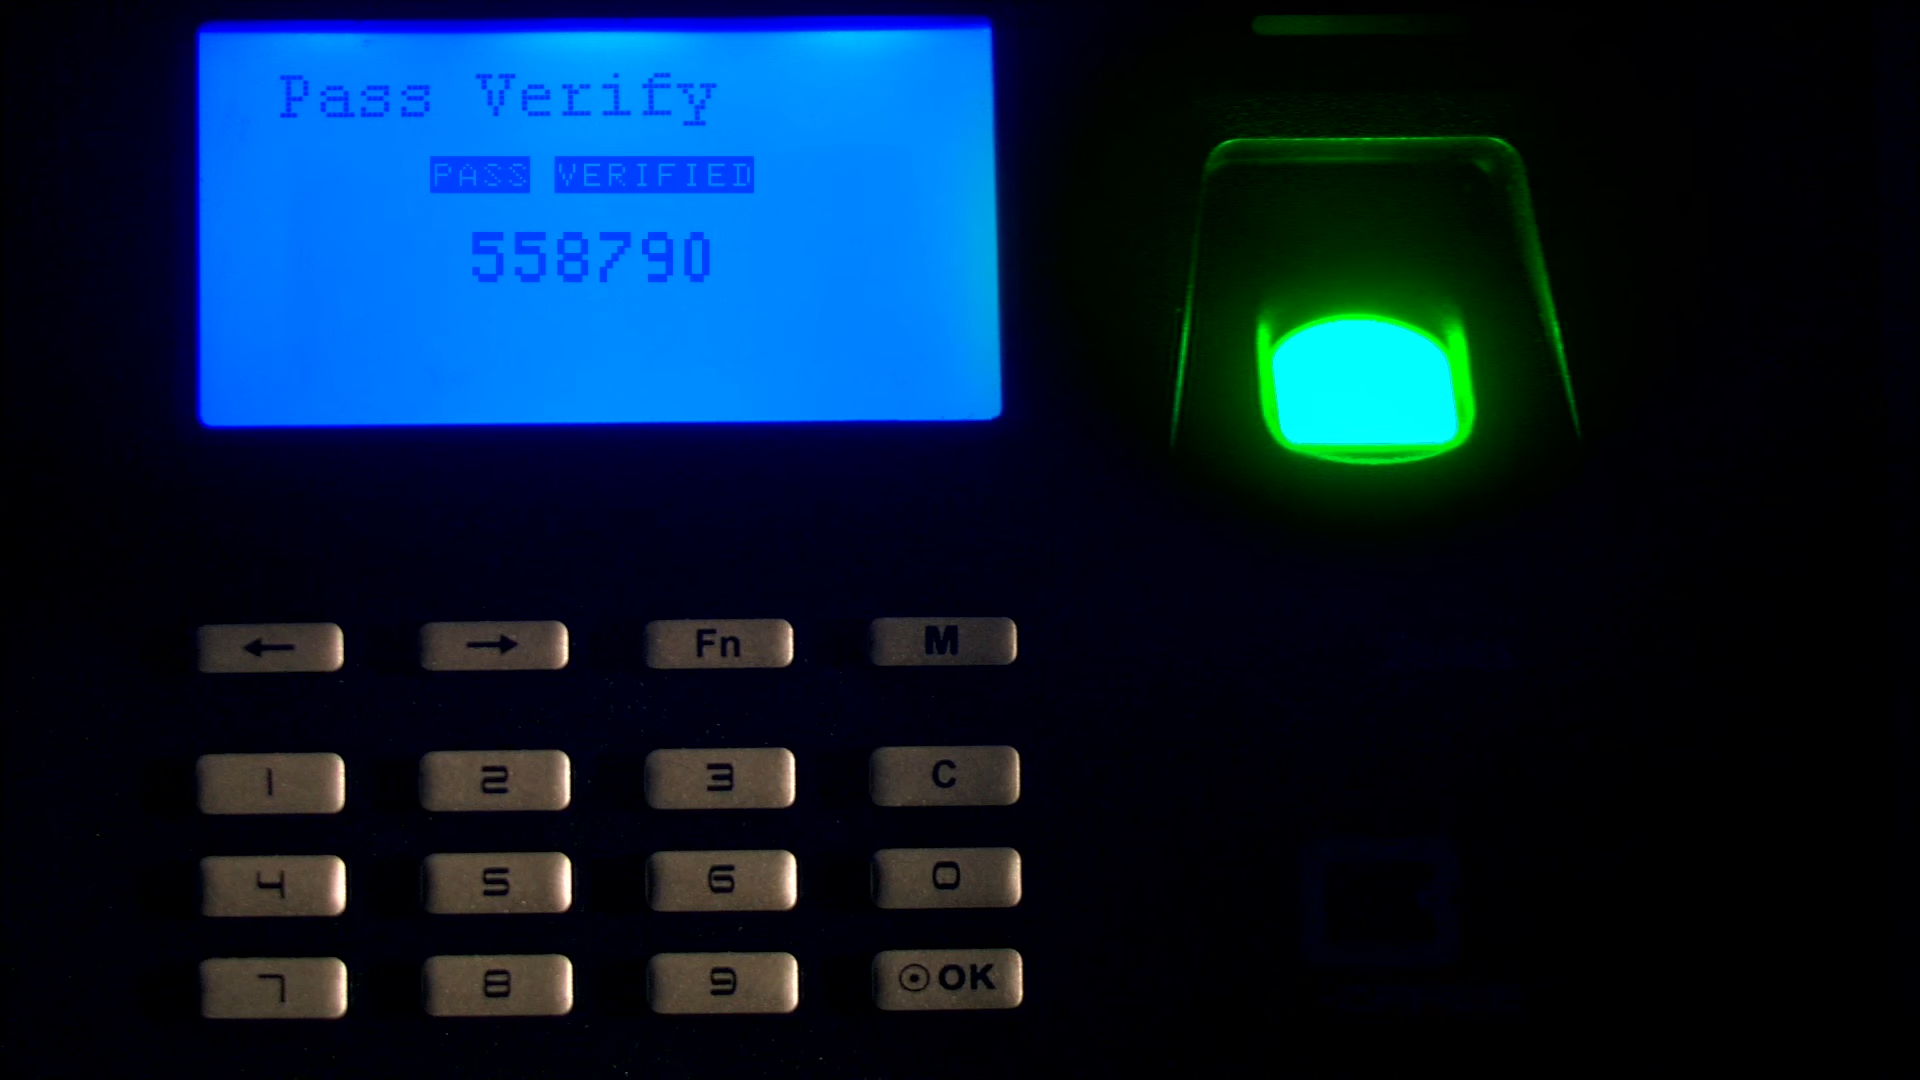 Pass Verify
PASS VERIFIED
558790
← → Fn M
1 2 3 C
4 5 6 0
7 8 9 OK